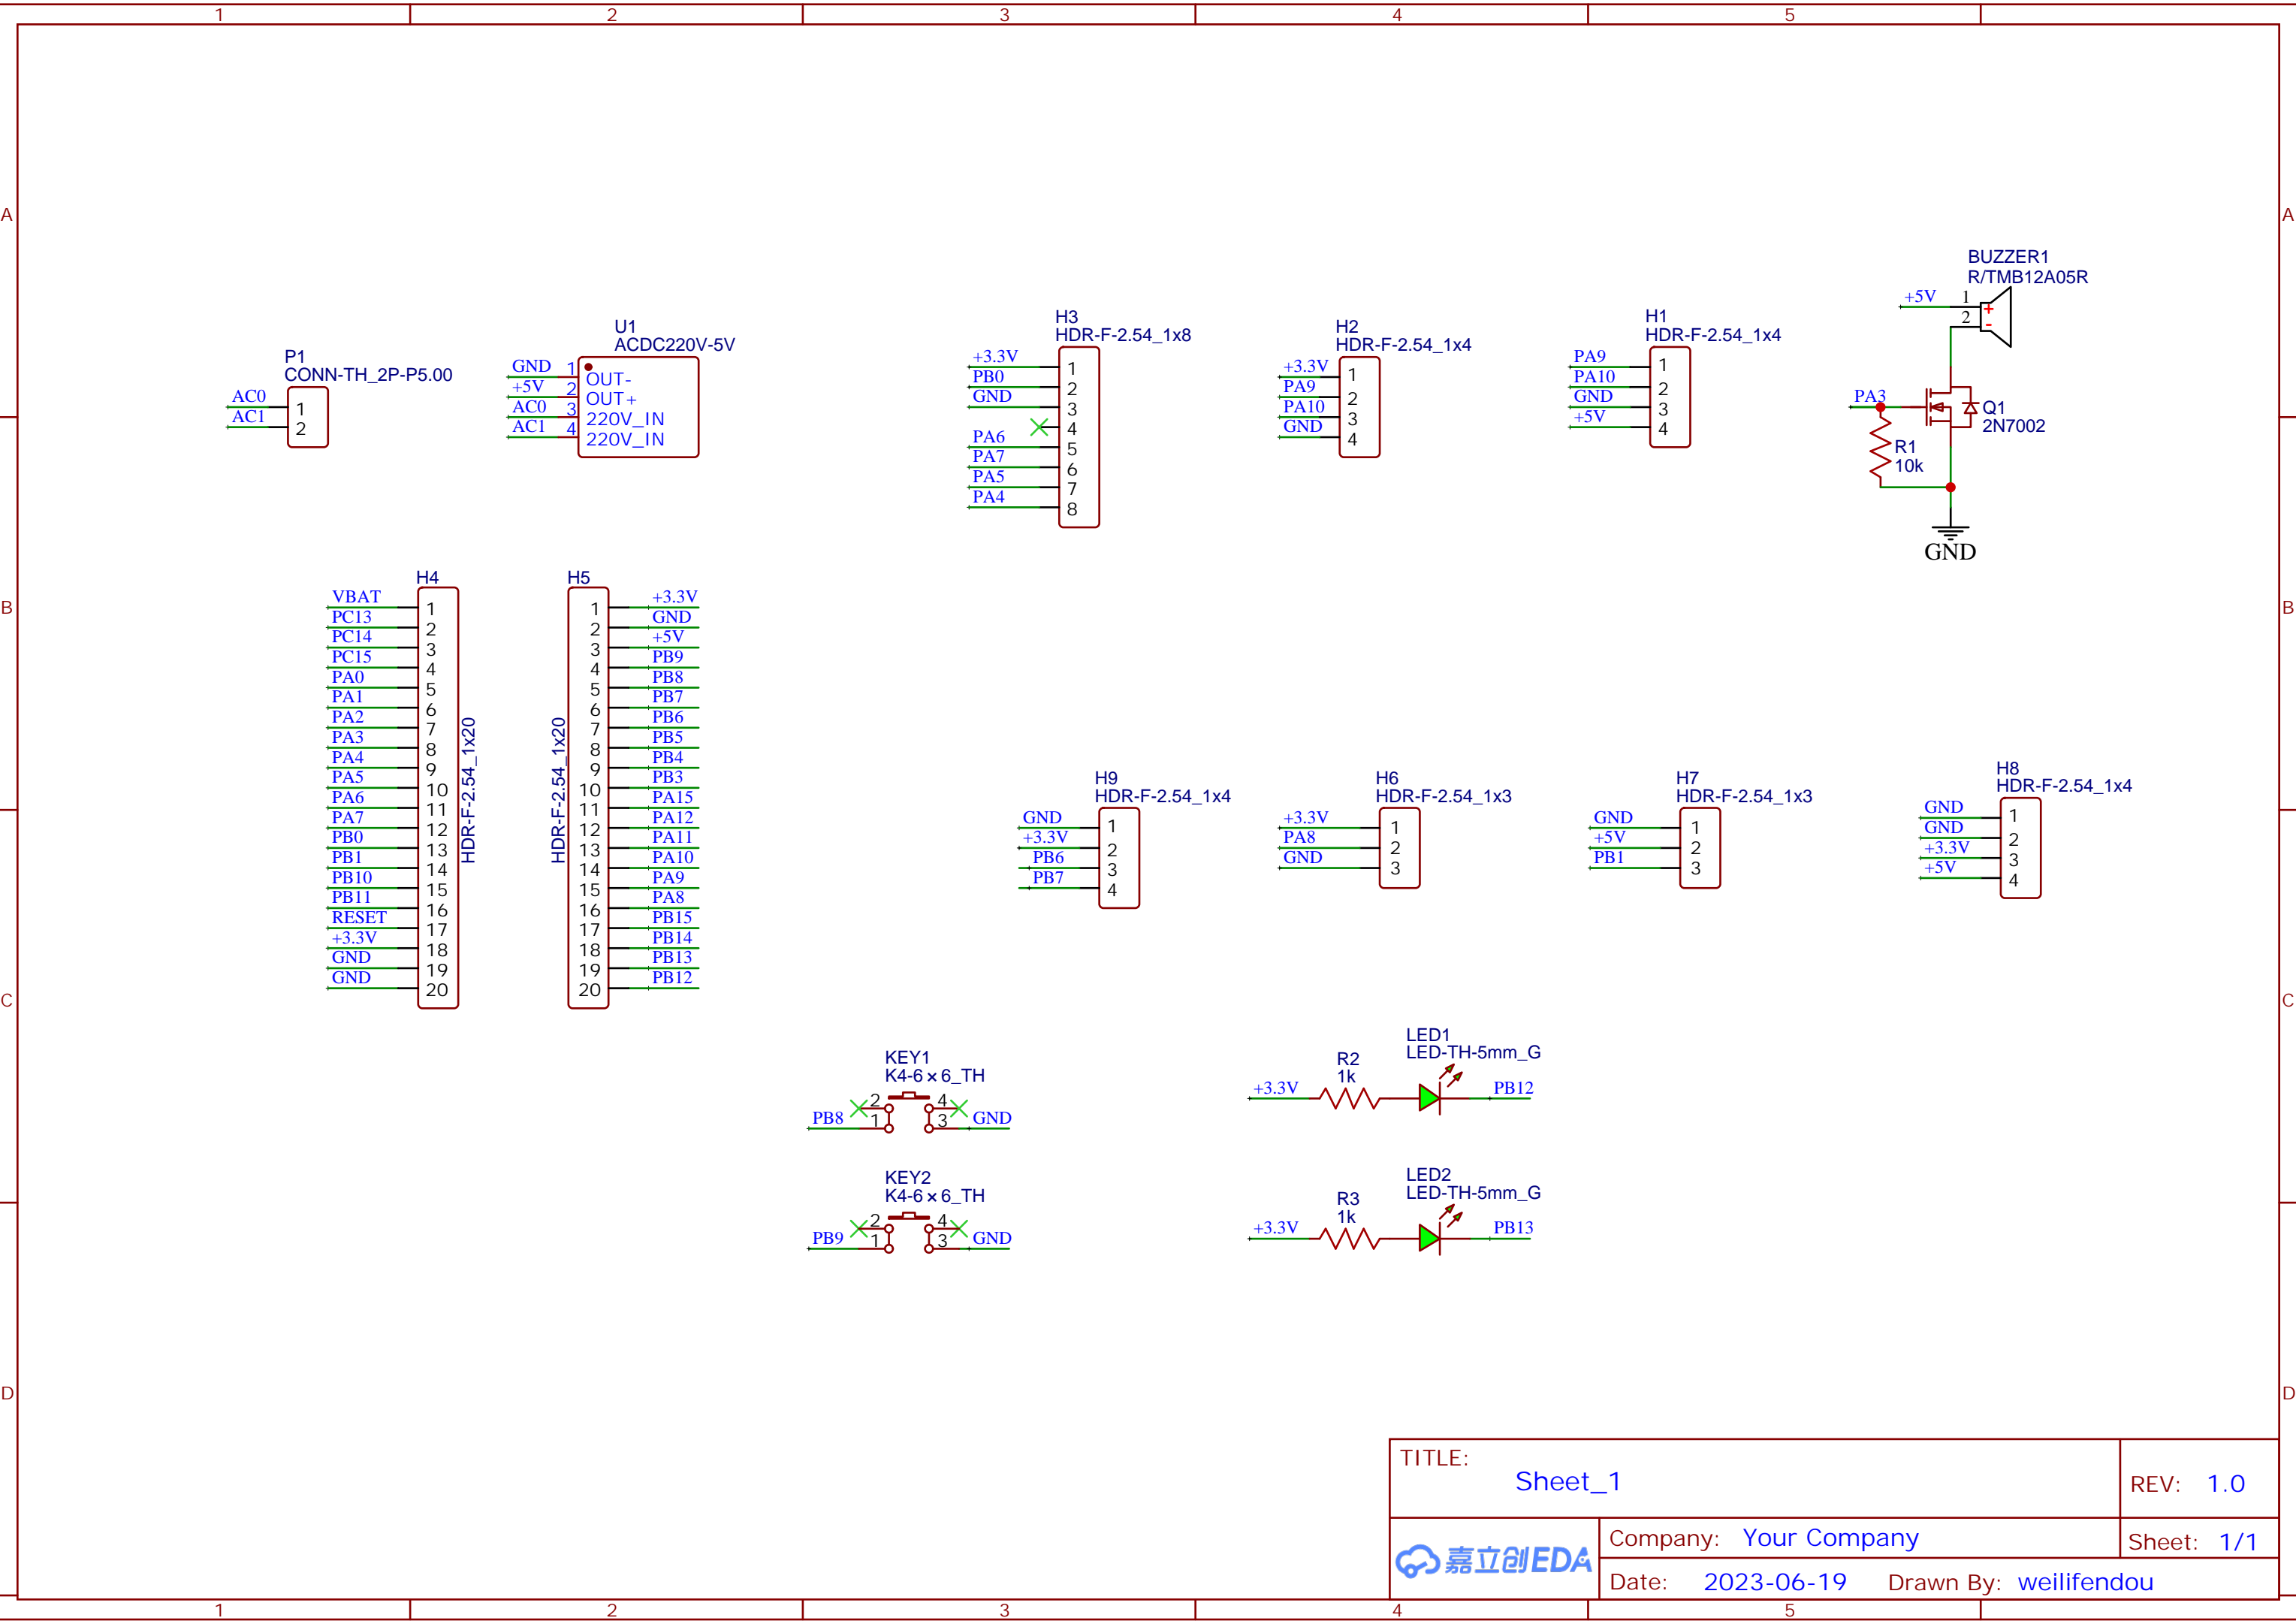 1 2 3 4 5
A A
B B
C C
D D
P1
CONN-TH_2P-P5.00
AC0 1
AC1 2
U1
ACDC220V-5V
GND 1 OUT-
+5V 2 OUT+
AC0 3 220V_IN
AC1 4 220V_IN
H3
HDR-F-2.54_1x8
+3.3V 1
PB0 2
GND 3
4
PA6 5
PA7 6
PA5 7
PA4 8
H2
HDR-F-2.54_1x4
+3.3V 1
PA9 2
PA10 3
GND 4
H1
HDR-F-2.54_1x4
PA9 1
PA10 2
GND 3
+5V 4
BUZZER1
R/TMB12A05R
+5V 1 +
2 -
PA3
Q1
2N7002
R1
10k
GND
H4
VBAT 1
PC13 2
PC14 3
PC15 4
PA0 5
PA1 6
PA2 7
PA3 8
PA4 9
PA5 10
PA6 11
PA7 12
PB0 13
PB1 14
PB10 15
PB11 16
RESET 17
+3.3V 18
GND 19
GND 20
HDR-F-2.54_1x20
H5
HDR-F-2.54_1x20
1 +3.3V
2 GND
3 +5V
4 PB9
5 PB8
6 PB7
7 PB6
8 PB5
9 PB4
10 PB3
11 PA15
12 PA12
13 PA11
14 PA10
15 PA9
16 PA8
17 PB15
18 PB14
19 PB13
20 PB12
H9
HDR-F-2.54_1x4
GND 1
+3.3V 2
PB6 3
PB7 4
H6
HDR-F-2.54_1x3
+3.3V 1
PA8 2
GND 3
H7
HDR-F-2.54_1x3
GND 1
+5V 2
PB1 3
H8
HDR-F-2.54_1x4
GND 1
GND 2
+3.3V 3
+5V 4
KEY1
K4-6×6_TH
2 4
PB8 1 3 GND
KEY2
K4-6×6_TH
2 4
PB9 1 3 GND
LED1
LED-TH-5mm_G
R2
1k
+3.3V PB12
LED2
LED-TH-5mm_G
R3
1k
+3.3V PB13
TITLE:
Sheet_1
REV: 1.0
嘉立创EDA
Company: Your Company
Sheet: 1/1
Date: 2023-06-19 Drawn By: weilifendou
1 2 3 4 5